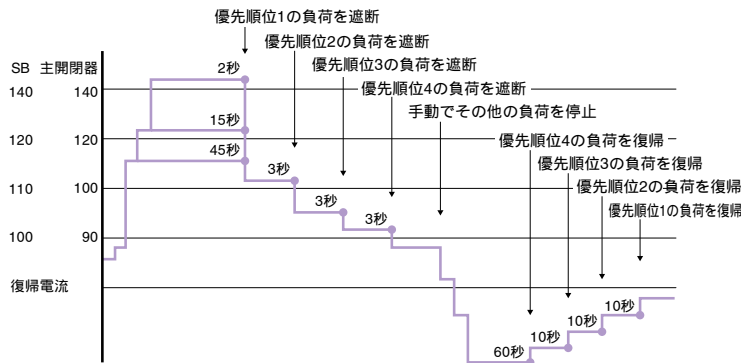 優先順位1の負荷を遮断
優先順位2の負荷を遮断
優先順位3の負荷を遮断
優先順位4の負荷を遮断
手動でその他の負荷を停止
優先順位4の負荷を復帰
優先順位3の負荷を復帰
優先順位2の負荷を復帰
優先順位1の負荷を復帰
SB 主開閉器
140 140
120 120
110 100
100 90
復帰電流
2秒
15秒
45秒
3秒
3秒
3秒
60秒
10秒
10秒
10秒